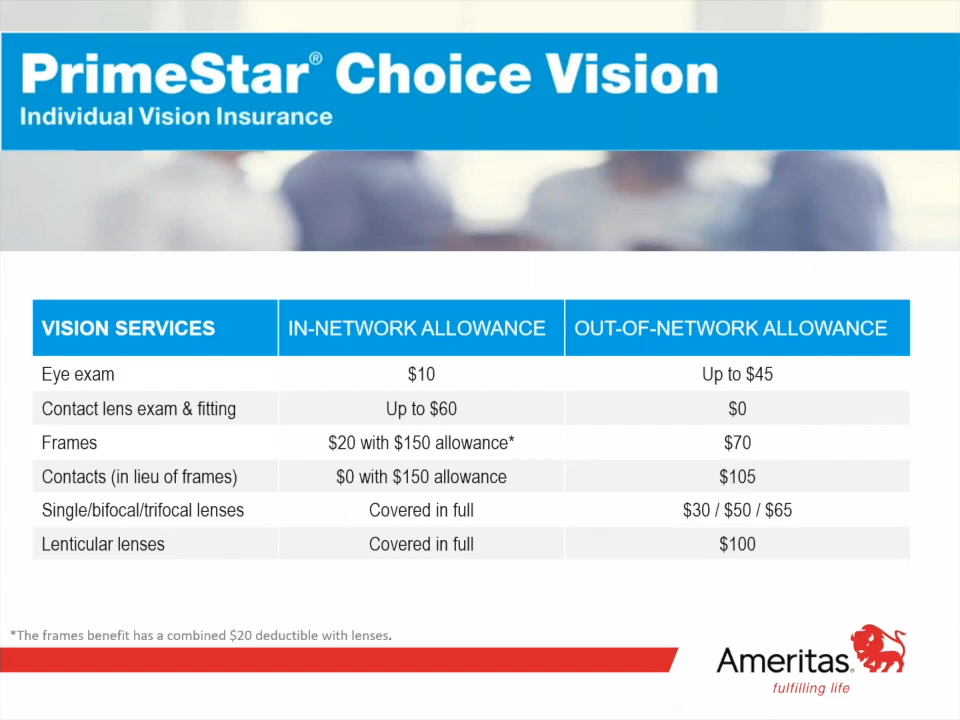 PrimeStar® Choice Vision
Individual Vision Insurance
VISION SERVICES IN-NETWORK ALLOWANCE OUT-OF-NETWORK ALLOWANCE
Eye exam $10 Up to $45
Contact lens exam & fitting Up to $60 $0
Frames $20 with $150 allowance* $70
Contacts (in lieu of frames) $0 with $150 allowance $105
Single/bifocal/trifocal lenses Covered in full $30 / $50 / $65
Lenticular lenses Covered in full $100
*The frames benefit has a combined $20 deductible with lenses.
Ameritas®
fulfilling life